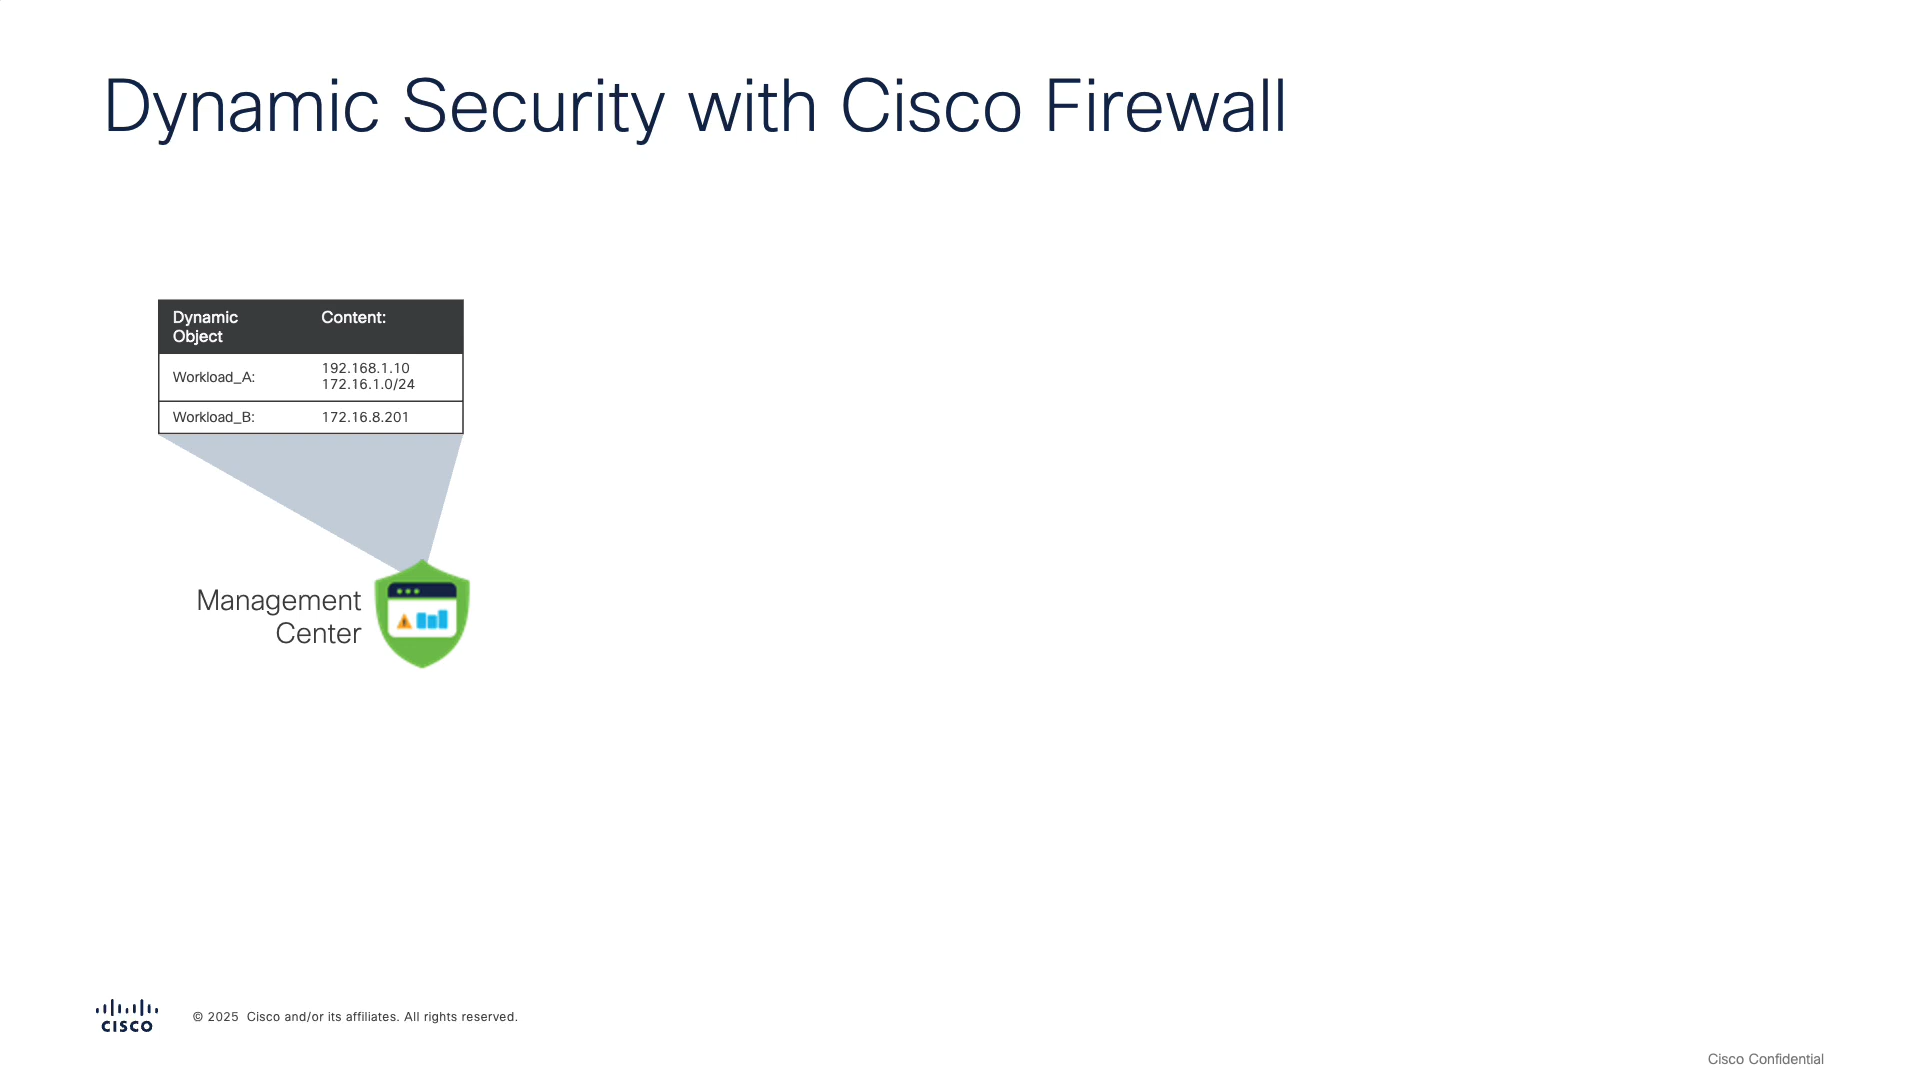 Dynamic Security with Cisco Firewall
Dynamic Object
Content:
Workload_A:
192.168.1.10
172.16.1.0/24
Workload_B:
172.16.8.201
Management
Center
CISCO
© 2025 Cisco and/or its affiliates. All rights reserved.
Cisco Confidential